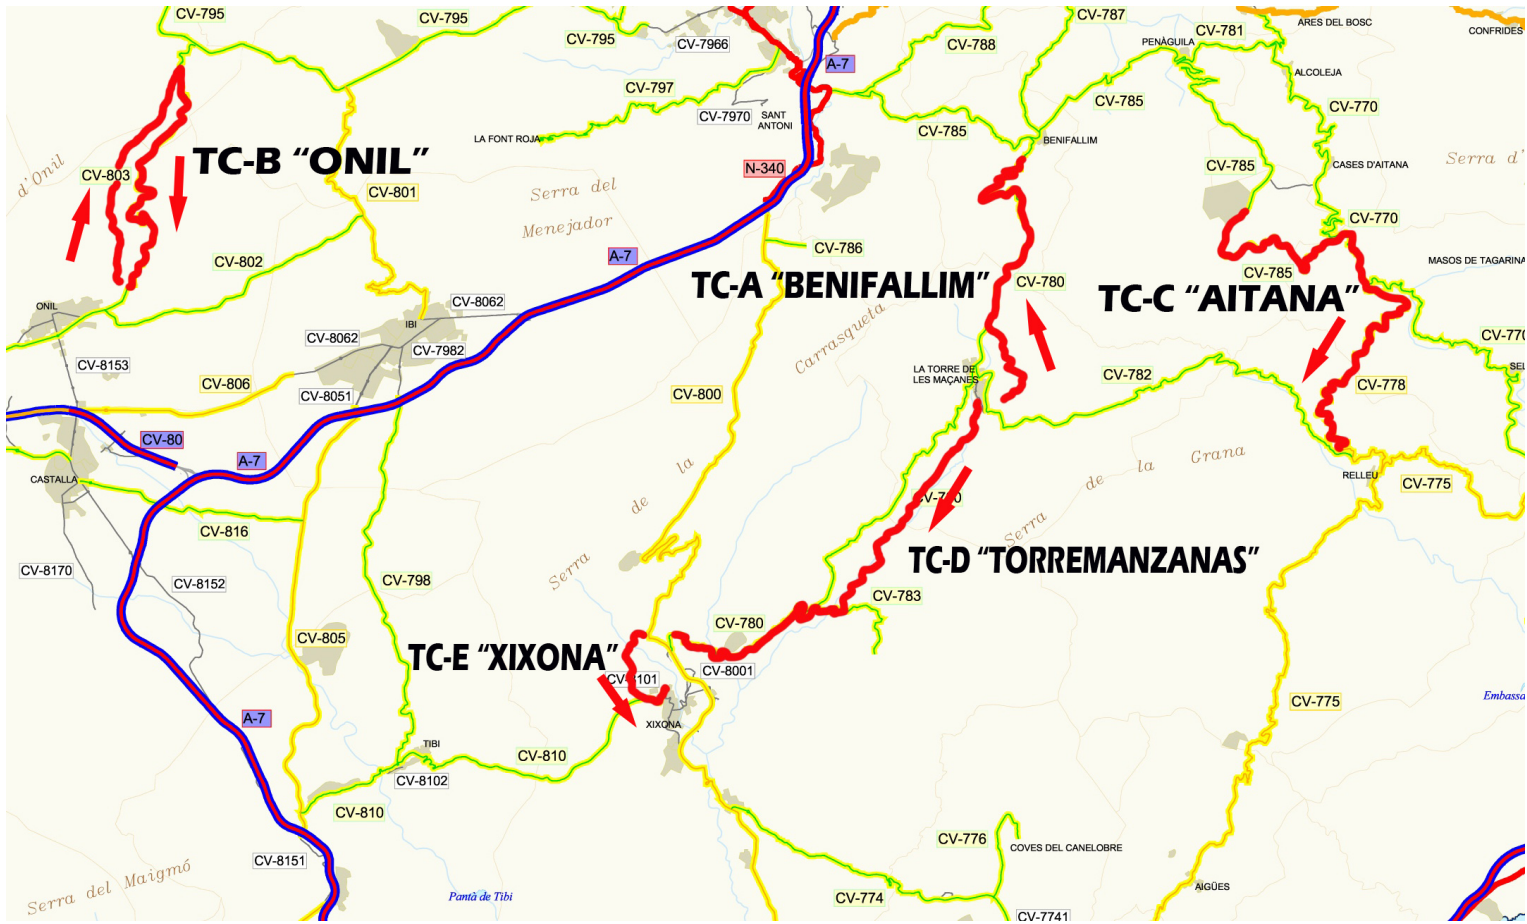 CV-795
CV-795
CV-795
CV-7966
CV-788
CV-787
CV-781
ARES DEL BOSC
CONFRIDES
PENÀGUILA
A-7
ALCOLEJA
CV-797
CV-7970
SANT
ANTONI
CV-785
CV-785
CV-770
LA FONT ROJA
BENIFALLIM
d'Onil
CV-803
TC-B “ONIL”
N-340
CV-785
CASES D'AITANA
Serra d'
CV-801
Serra del
Menejador
CV-770
CV-786
CV-802
A-7
MASOS DE TAGARINA
CV-785
TC-A “BENIFALLIM”
CV-780
TC-C “AITANA”
ONIL
CV-8062
IBI
CV-8062
CV-7982
Carrasqueta
CV-770
CV-8153
LA TORRE DE
LES MAÇANES
CV-782
SEL
CV-806
CV-8051
CV-800
CV-778
CV-80
A-7
la
de
Serra
Serra
de
la
Grana
CASTALLA
RELLEU
CV-775
CV-780
CV-816
TC-D “TORREMANZANAS”
CV-8170
CV-8152
CV-798
CV-783
CV-780
CV-805
TC-E “XIXONA”
CV-8101
CV-8001
Embassa
CV-775
A-7
XIXONA
TIBI
CV-810
CV-8102
CV-810
CV-776
COVES DEL CANELOBRE
CV-8151
Serra del Maigmó
Pantà de Tibi
CV-774
AIGÜES
CV-7741